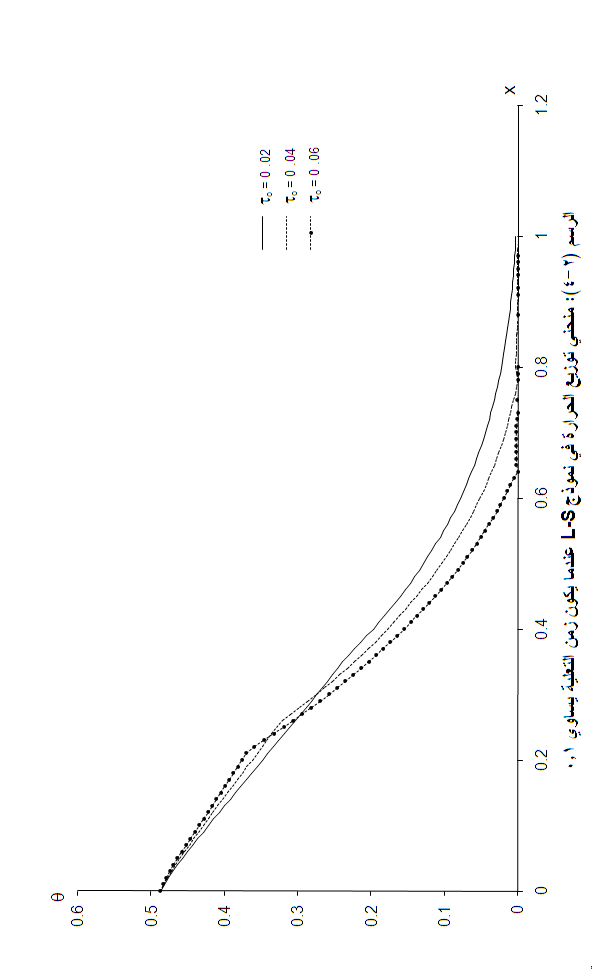 θ
0.6
0.5
0.4
0.3
0.2
0.1
0
0
0.2
0.4
0.6
0.8
1
1.2
x
τ₀ = 0 .02
τ₀ = 0 .04
τ₀ = 0 .06
الرسم (٢-٤): منحني توزيع الحرارة في نموذج L-S عندما يكون زمن يساوي ٠,١